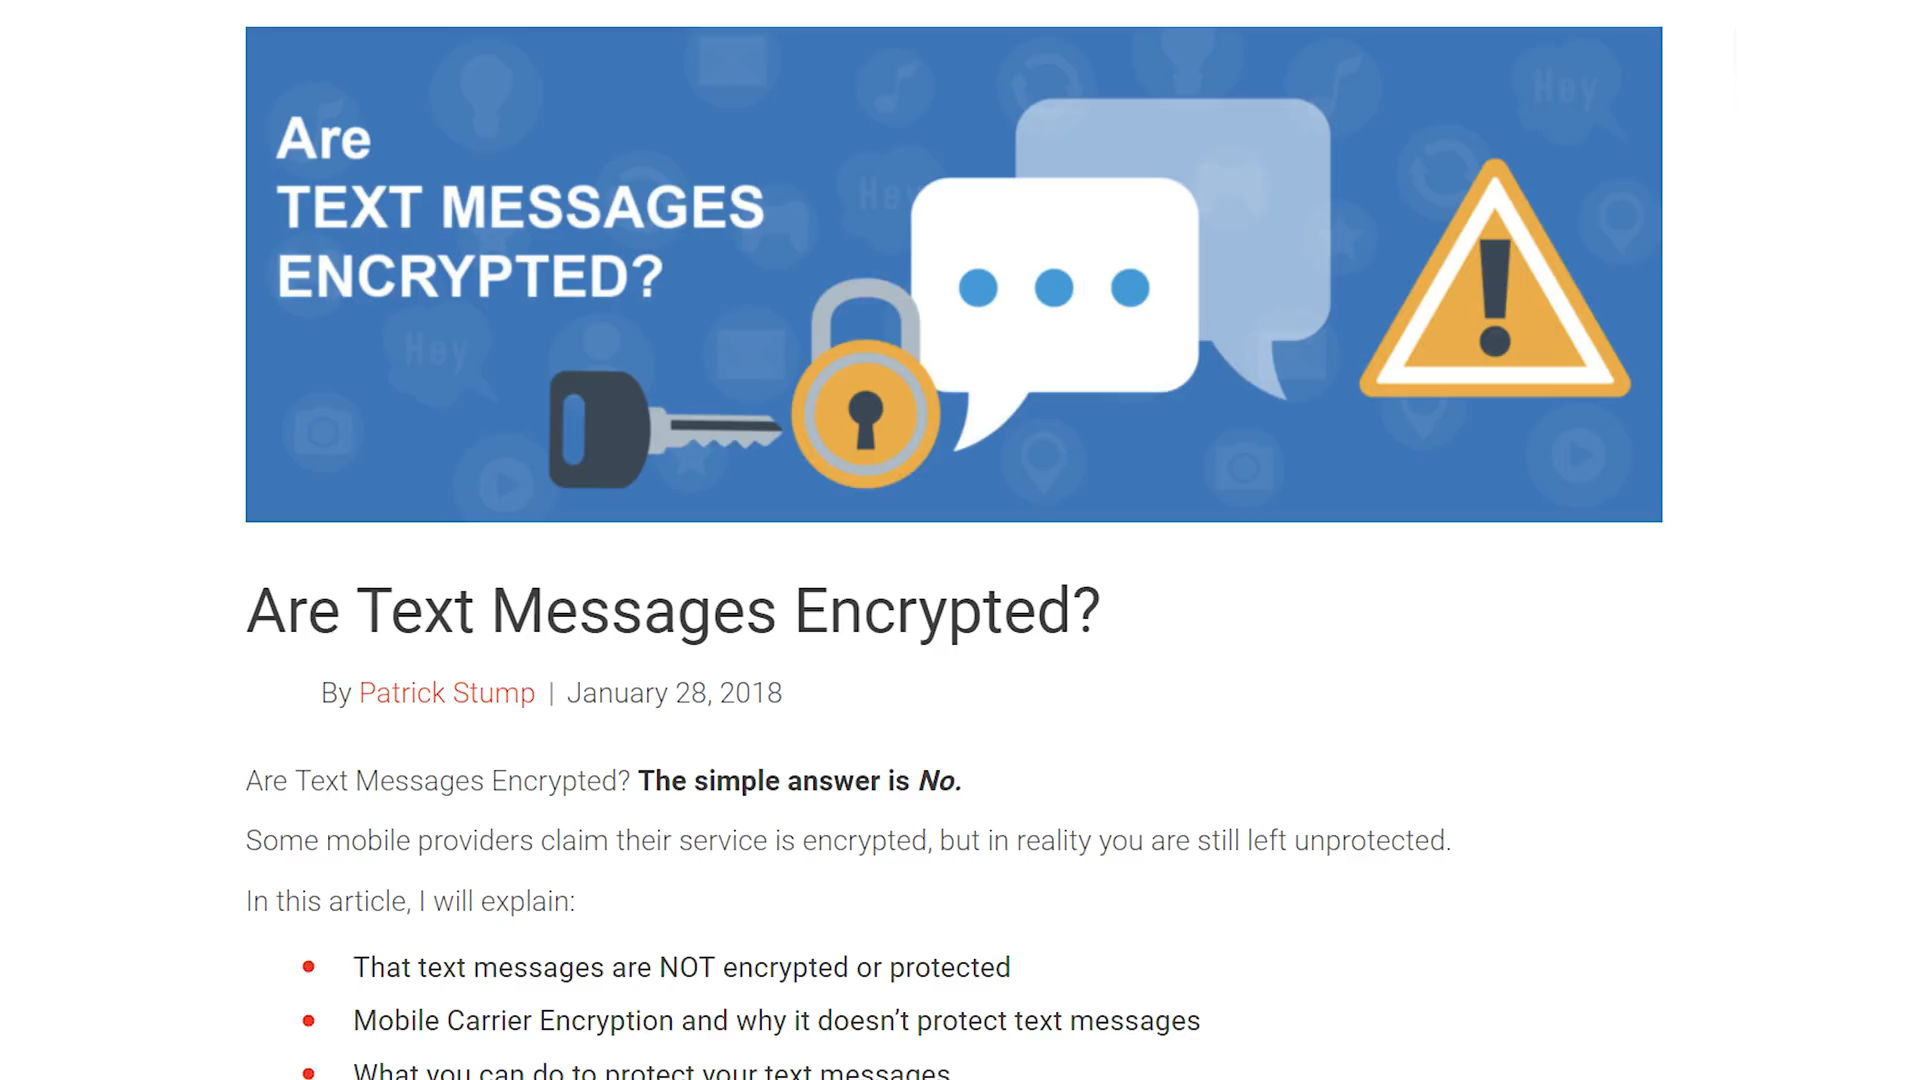 Are
TEXT MESSAGES
ENCRYPTED?
Hey
Hey
Hey
Are Text Messages Encrypted?
By Patrick Stump | January 28, 2018
Are Text Messages Encrypted? The simple answer is No.
Some mobile providers claim their service is encrypted, but in reality you are still left unprotected.
In this article, I will explain:
• That text messages are NOT encrypted or protected
• Mobile Carrier Encryption and why it doesn’t protect text messages
• What you can do to protect your text messages